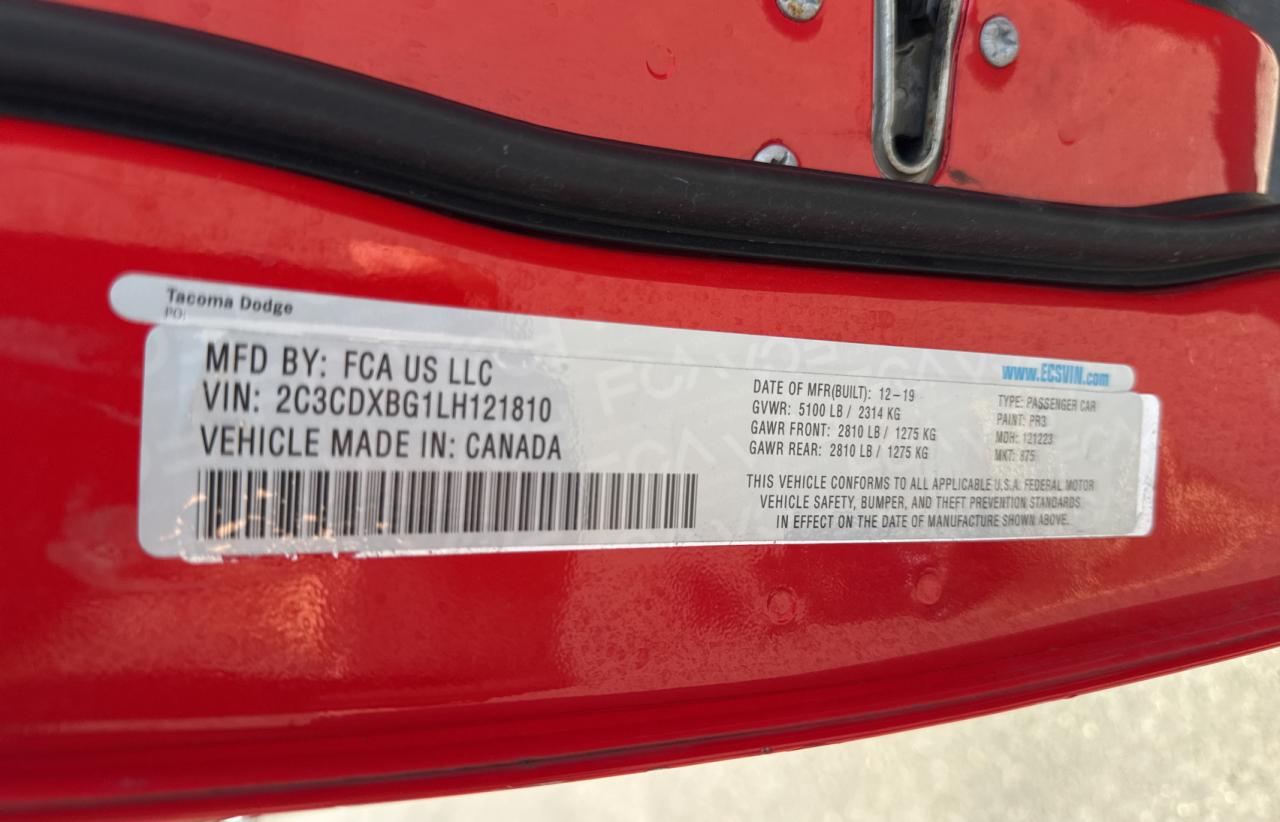 Tacoma Dodge
PO:
www.ECSVIN.com
MFD BY: FCA US LLC
VIN: 2C3CDXBG1LH121810
VEHICLE MADE IN: CANADA
DATE OF MFR(BUILT): 12-19
GVWR: 5100 LB / 2314 KG
GAWR FRONT: 2810 LB / 1275 KG
GAWR REAR: 2810 LB / 1275 KG
TYPE: PASSENGER CAR
PAINT: PR3
MDH: 121223
MKT: 875
THIS VEHICLE CONFORMS TO ALL APPLICABLE U.S.A. FEDERAL MOTOR
VEHICLE SAFETY, BUMPER, AND THEFT PREVENTION STANDARDS
IN EFFECT ON THE DATE OF MANUFACTURE SHOWN ABOVE.